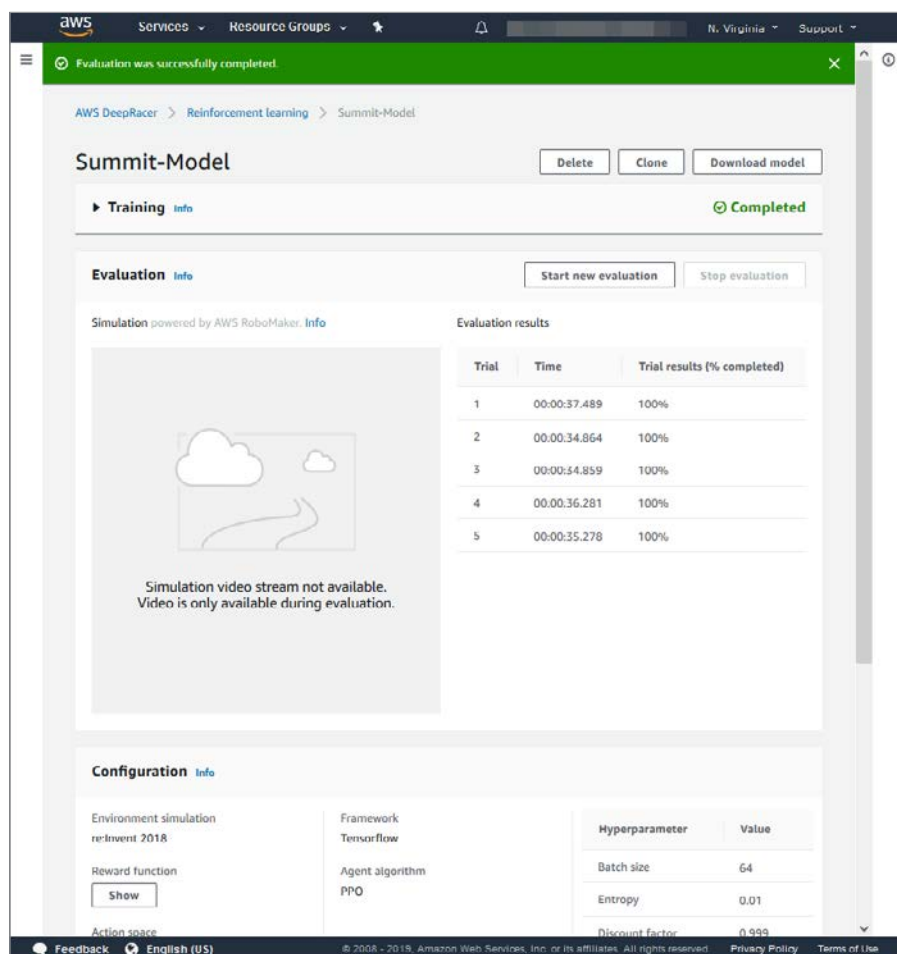 aws Services Resource Groups N. Virginia Support
Evaluation was successfully completed.
AWS DeepRacer > Reinforcement learning > Summit-Model
Summit-Model Delete Clone Download model
Training Info Completed
Evaluation Info Start new evaluation Stop evaluation
Simulation powered by AWS RoboMaker. Info
Evaluation results
Trial Time Trial results (% completed)
1 00:00:37.489 100%
2 00:00:34.864 100%
3 00:00:34.859 100%
4 00:00:36.281 100%
5 00:00:35.278 100%
Simulation video stream not available.
Video is only available during evaluation.
Configuration Info
Environment simulation
re:Invent 2018
Reward function
Show
Action space
Framework
Tensorflow
Agent algorithm
PPO
Hyperparameter Value
Batch size 64
Entropy 0.01
Discount factor 0.999
Feedback English (US) © 2008 - 2019, Amazon Web Services, Inc. or its affiliates. All rights reserved. Privacy Policy Terms of Use